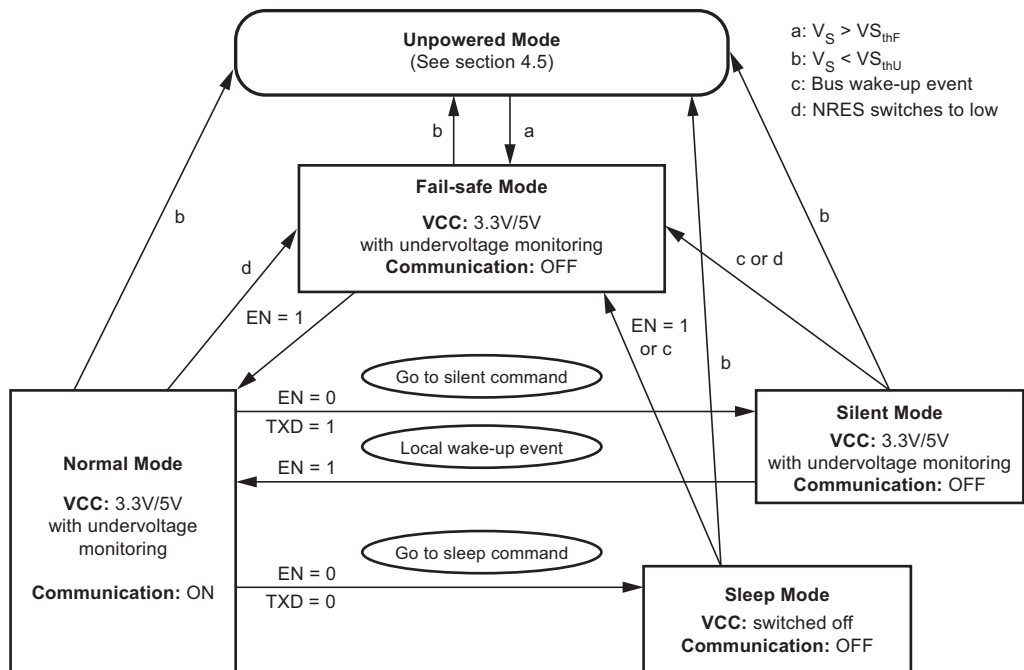 Unpowered Mode
(See section 4.5)
a: VS > VSthF
b: VS < VSthU
c: Bus wake-up event
d: NRES switches to low
b
a
Fail-safe Mode
VCC: 3.3V/5V
with undervoltage monitoring
Communication: OFF
b
d
EN = 1
c or d
b
EN = 1
or c
b
Go to silent command
EN = 0
TXD = 1
Local wake-up event
EN = 1
Silent Mode
VCC: 3.3V/5V
with undervoltage monitoring
Communication: OFF
Normal Mode
VCC: 3.3V/5V
with undervoltage
monitoring
Communication: ON
Go to sleep command
EN = 0
TXD = 0
Sleep Mode
VCC: switched off
Communication: OFF